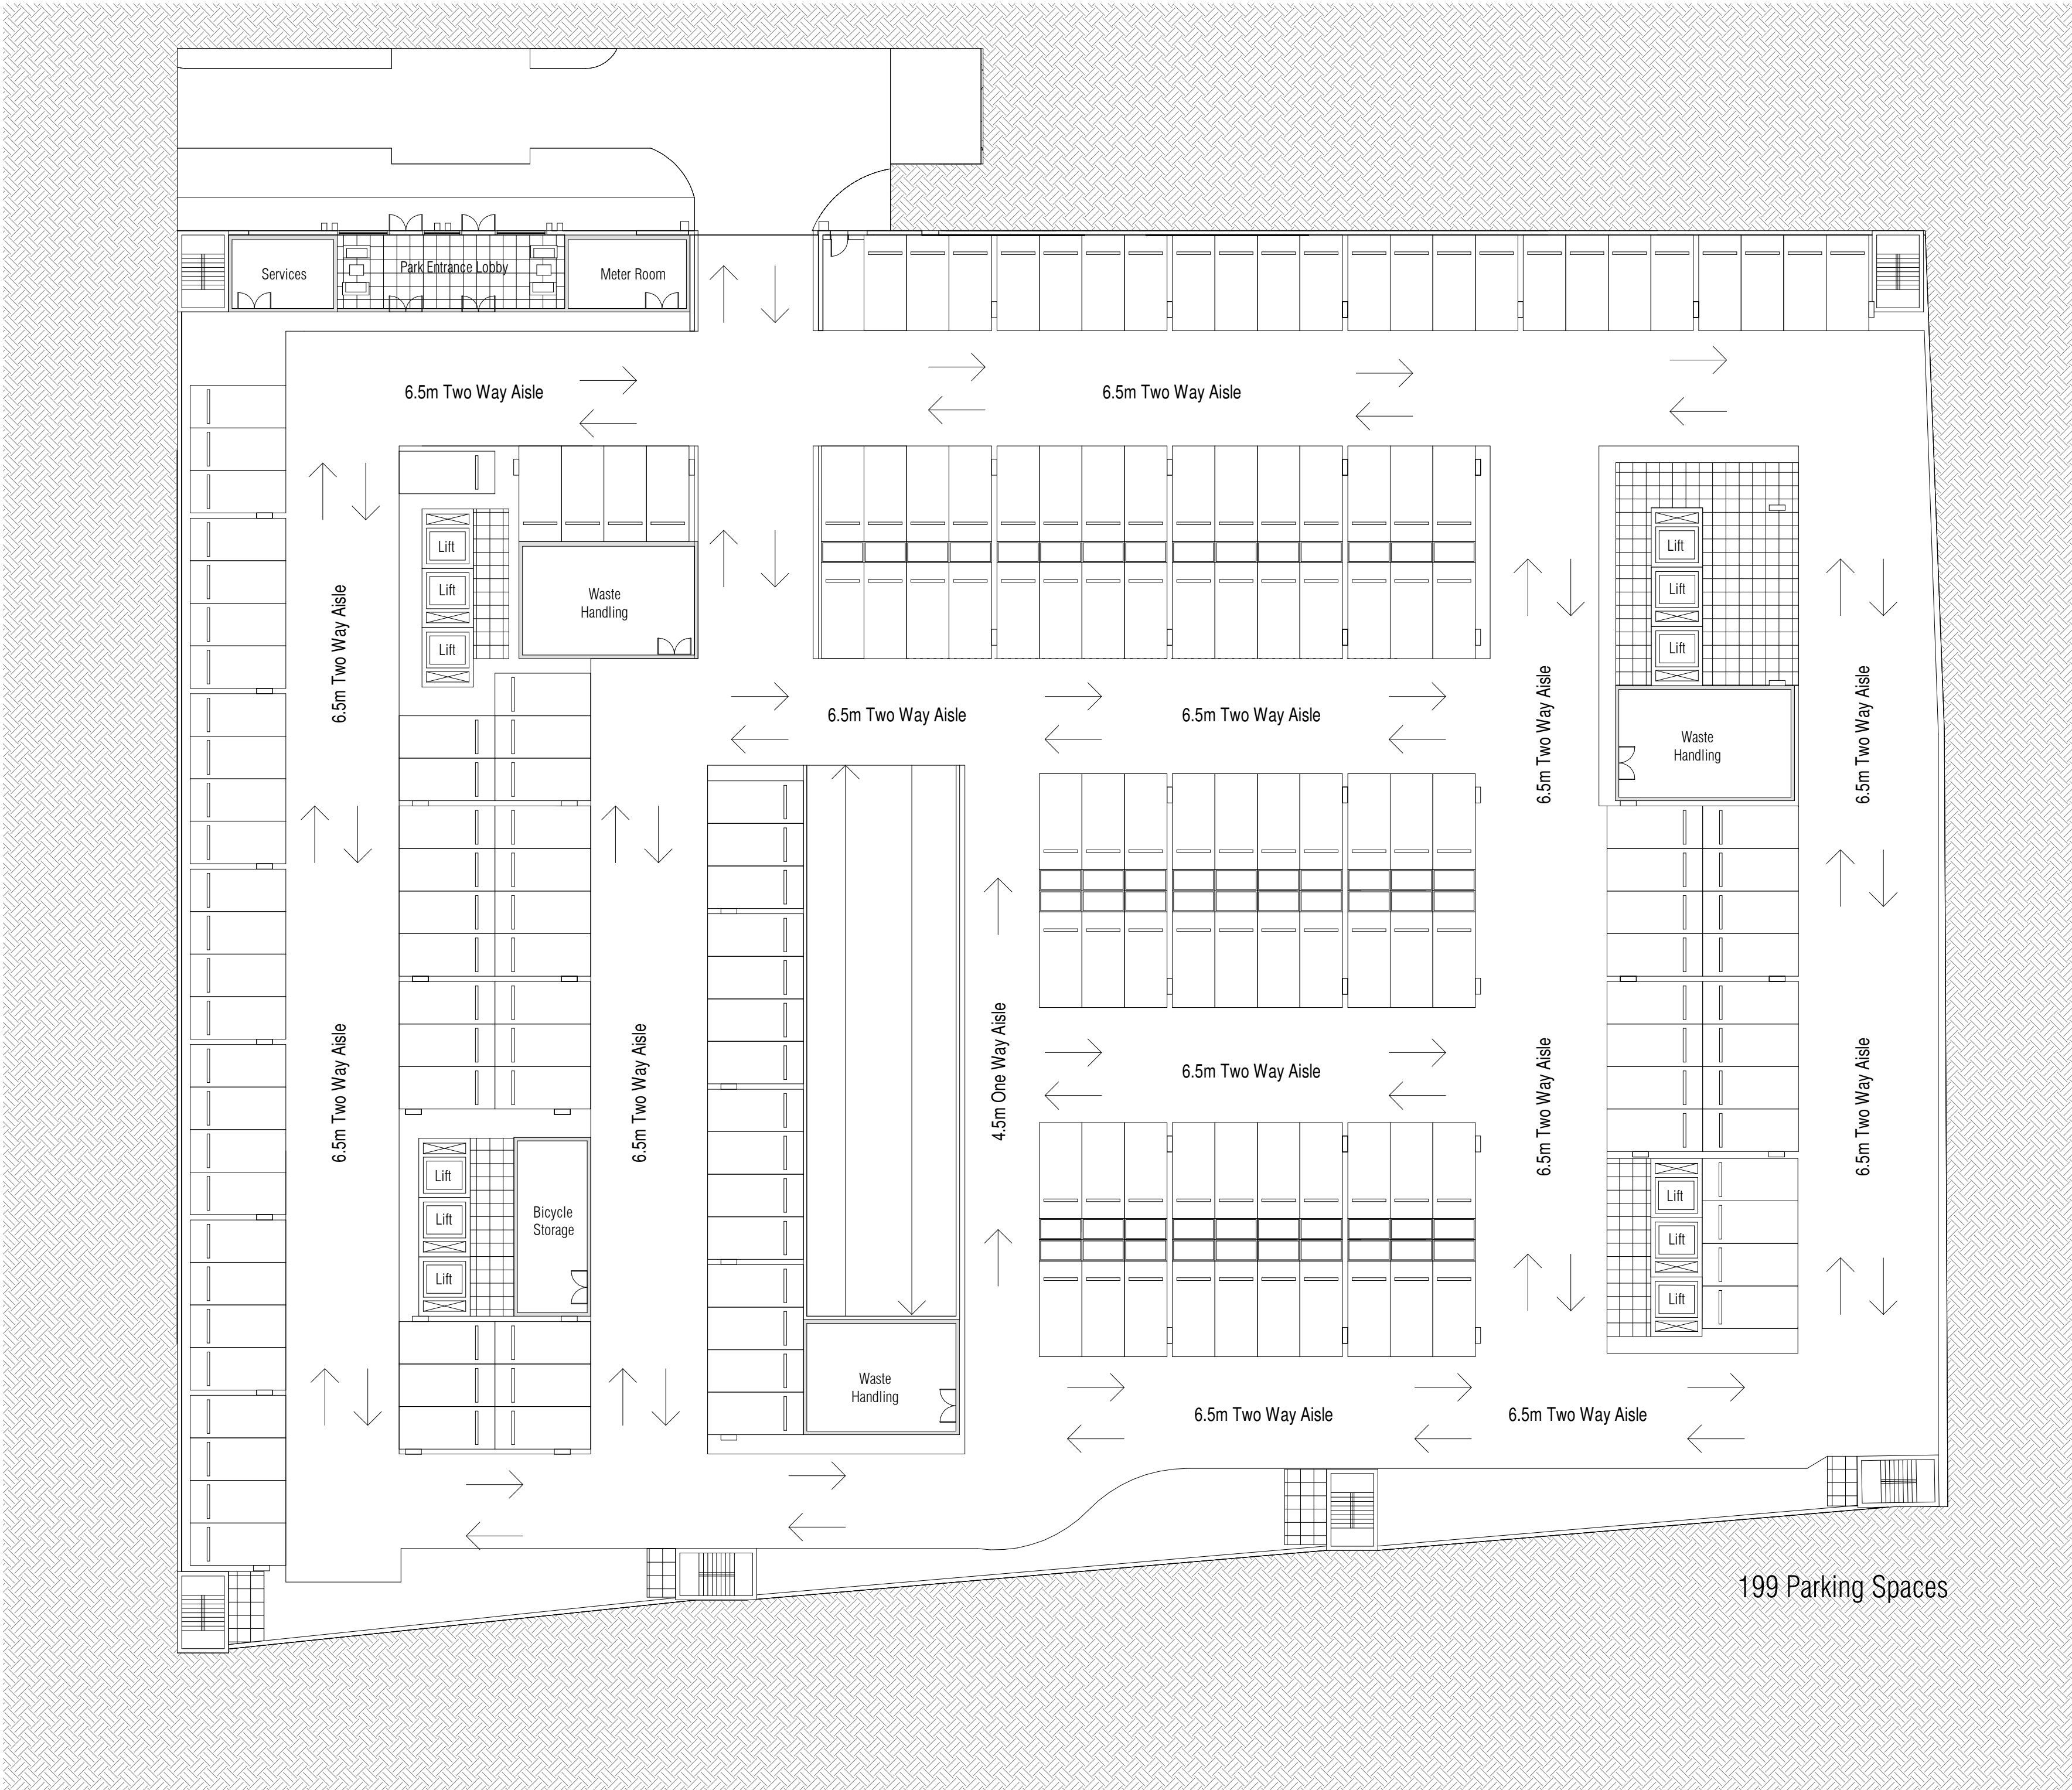 Services
Park Entrance Lobby
Meter Room
6.5m Two Way Aisle
6.5m Two Way Aisle
Lift
Lift
Lift
Waste
Handling
Lift
Lift
Lift
6.5m Two Way Aisle
6.5m Two Way Aisle
6.5m Two Way Aisle
6.5m Two Way Aisle
6.5m Two Way Aisle
Waste
Handling
6.5m Two Way Aisle
6.5m Two Way Aisle
4.5m One Way Aisle
6.5m Two Way Aisle
6.5m Two Way Aisle
6.5m Two Way Aisle
Lift
Lift
Lift
Bicycle
Storage
Lift
Lift
Lift
Waste
Handling
6.5m Two Way Aisle
6.5m Two Way Aisle
199 Parking Spaces